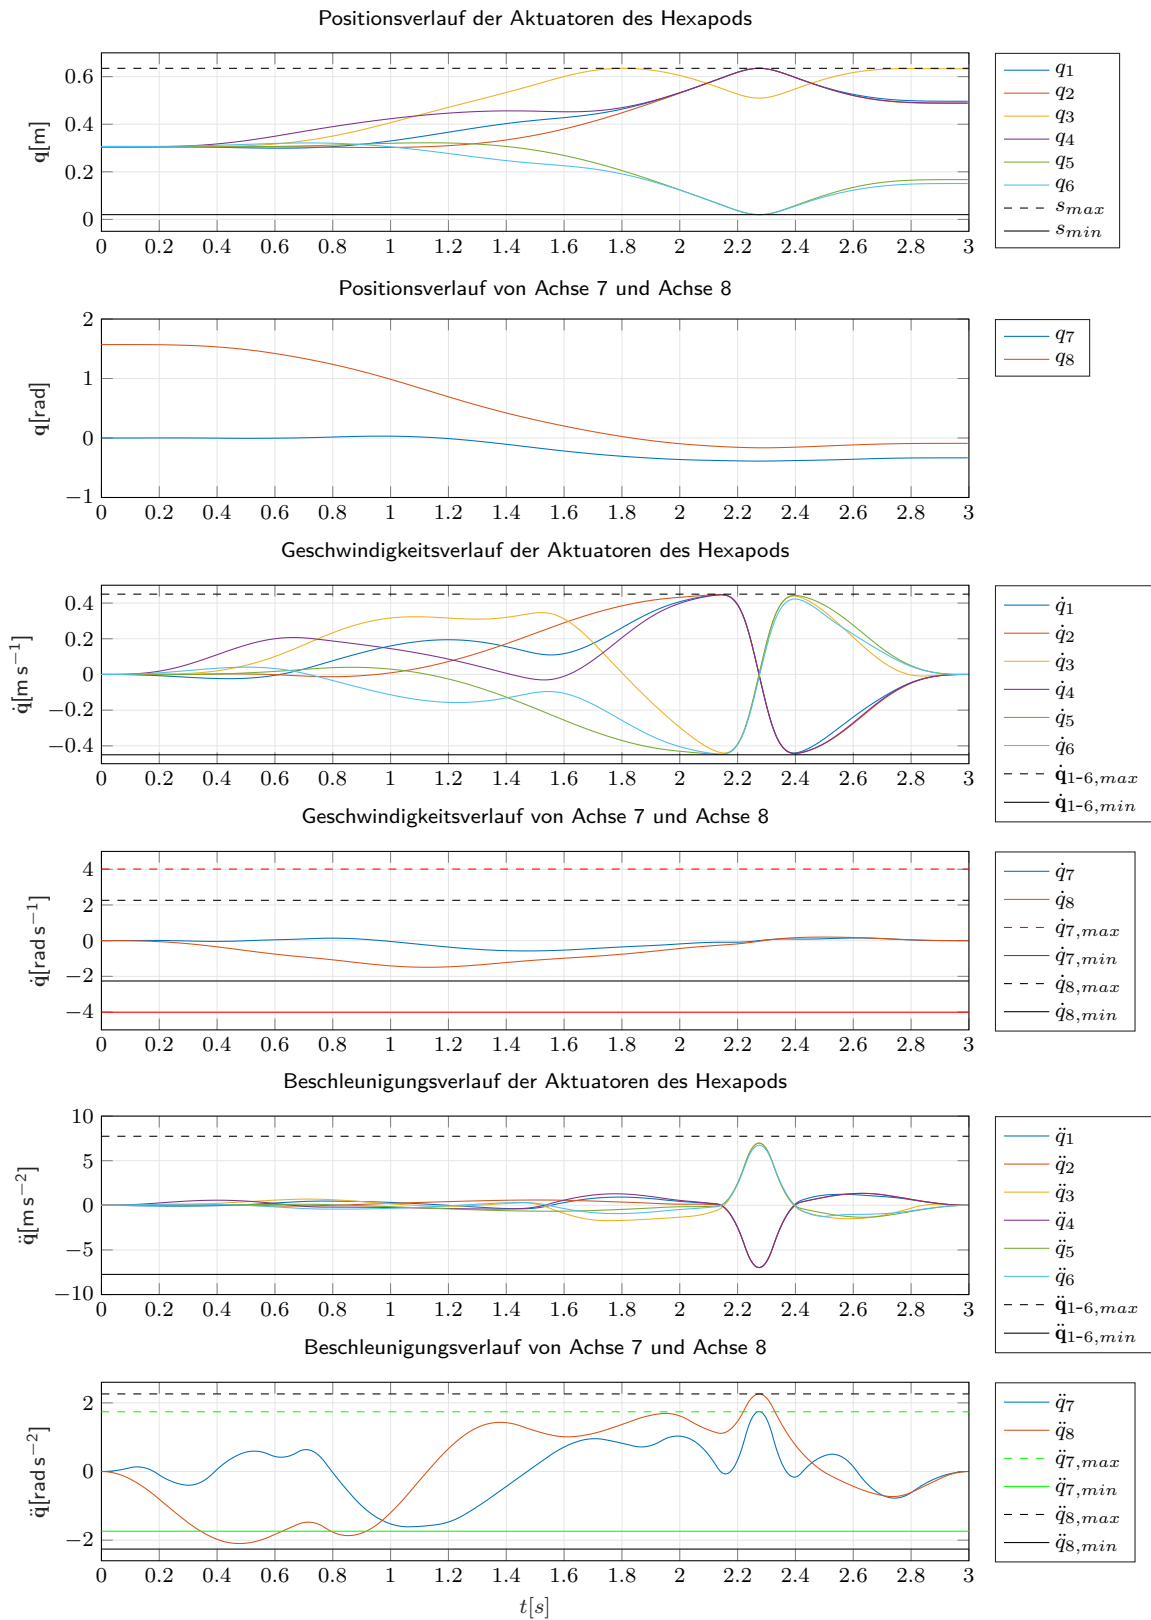 Positionsverlauf der Aktuatoren des Hexapods
q[m]
0.6
0.4
0.2
0
0 0.2 0.4 0.6 0.8 1 1.2 1.4 1.6 1.8 2 2.2 2.4 2.6 2.8 3
q₁
q₂
q₃
q₄
q₅
q₆
s_max
s_min
Positionsverlauf von Achse 7 und Achse 8
q[rad]
2
1
0
−1
0 0.2 0.4 0.6 0.8 1 1.2 1.4 1.6 1.8 2 2.2 2.4 2.6 2.8 3
q₇
q₈
Geschwindigkeitsverlauf der Aktuatoren des Hexapods
q̇[m s⁻¹]
0.4
0.2
0
−0.2
−0.4
0 0.2 0.4 0.6 0.8 1 1.2 1.4 1.6 1.8 2 2.2 2.4 2.6 2.8 3
q̇₁
q̇₂
q̇₃
q̇₄
q̇₅
q̇₆
q̇₁₋₆,max
q̇₁₋₆,min
Geschwindigkeitsverlauf von Achse 7 und Achse 8
q̇[rad s⁻¹]
4
2
0
−2
−4
0 0.2 0.4 0.6 0.8 1 1.2 1.4 1.6 1.8 2 2.2 2.4 2.6 2.8 3
q̇₇
q̇₈
q̇₇,max
q̇₇,min
q̇₈,max
q̇₈,min
Beschleunigungsverlauf der Aktuatoren des Hexapods
q̈[m s⁻²]
10
5
0
−5
−10
0 0.2 0.4 0.6 0.8 1 1.2 1.4 1.6 1.8 2 2.2 2.4 2.6 2.8 3
q̈₁
q̈₂
q̈₃
q̈₄
q̈₅
q̈₆
q̈₁₋₆,max
q̈₁₋₆,min
Beschleunigungsverlauf von Achse 7 und Achse 8
q̈[rad s⁻²]
2
0
−2
0 0.2 0.4 0.6 0.8 1 1.2 1.4 1.6 1.8 2 2.2 2.4 2.6 2.8 3
t[s]
q̈₇
q̈₈
q̈₇,max
q̈₇,min
q̈₈,max
q̈₈,min